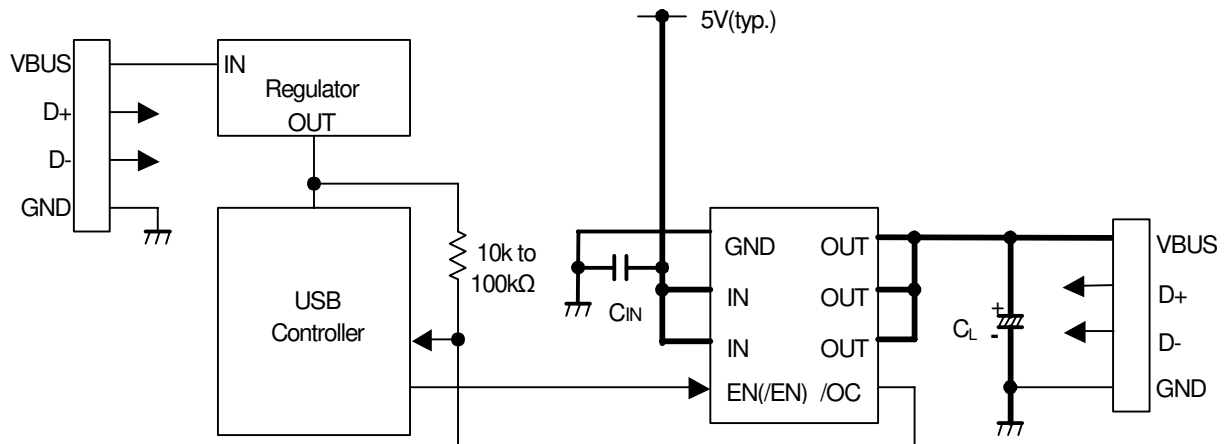 5V(typ.)
VBUS
D+
D-
GND
IN
Regulator
OUT
10k to
100kΩ
USB
Controller
CIN
GND OUT
IN OUT
IN OUT
EN(/EN) /OC
+
CL
-
VBUS
D+
D-
GND